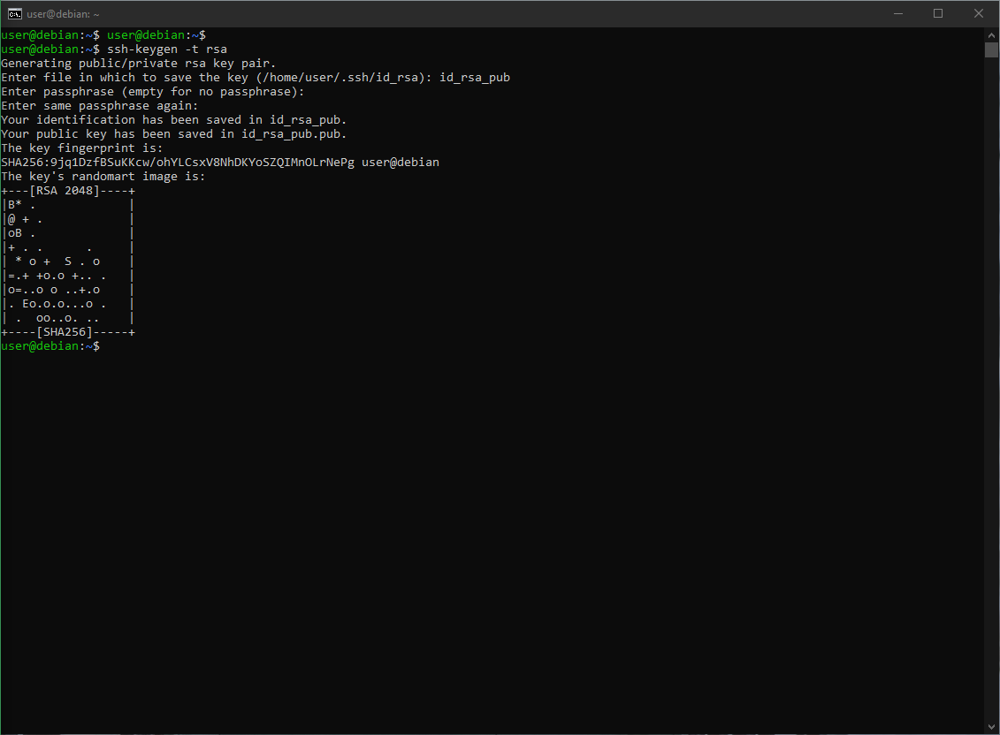 user@debian: ~
user@debian:~$ user@debian:~$
user@debian:~$ ssh-keygen -t rsa
Generating public/private rsa key pair.
Enter file in which to save the key (/home/user/.ssh/id_rsa): id_rsa_pub
Enter passphrase (empty for no passphrase):
Enter same passphrase again:
Your identification has been saved in id_rsa_pub.
Your public key has been saved in id_rsa_pub.pub.
The key fingerprint is:
SHA256:9jq1DzfBSuKKcw/ohYLCsxV8NhDKYoSZQIMnOLrNePg user@debian
The key's randomart image is:
+---[RSA 2048]----+
|B* .             |
|@ + .            |
|oB .             |
|+ . .      .     |
| * o +  S . o    |
|=.+ +o.o +.. .   |
|o=..o o ..+.o    |
|. Eo.o.o...o .   |
| .  oo..o. ..    |
+----[SHA256]-----+
user@debian:~$